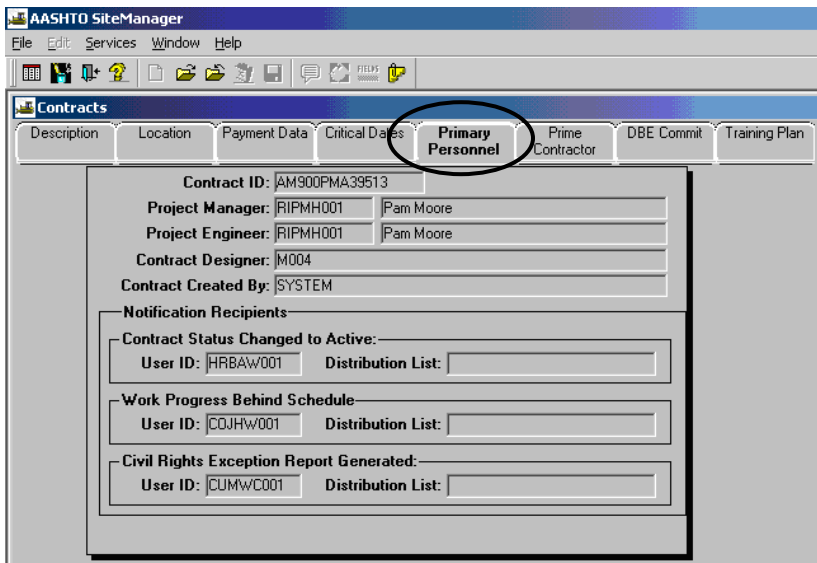 AASHTO SiteManager
File Edit Services Window Help
FIELDS
Contracts
Description Location Payment Data Critical Dates Primary Personnel Prime Contractor DBE Commit Training Plan
Contract ID: AM900PMA39513
Project Manager: RIPMH001 Pam Moore
Project Engineer: RIPMH001 Pam Moore
Contract Designer: M004
Contract Created By: SYSTEM
Notification Recipients
Contract Status Changed to Active:
User ID: HRBAW001 Distribution List:
Work Progress Behind Schedule
User ID: COJHW001 Distribution List:
Civil Rights Exception Report Generated:
User ID: CUMWC001 Distribution List: